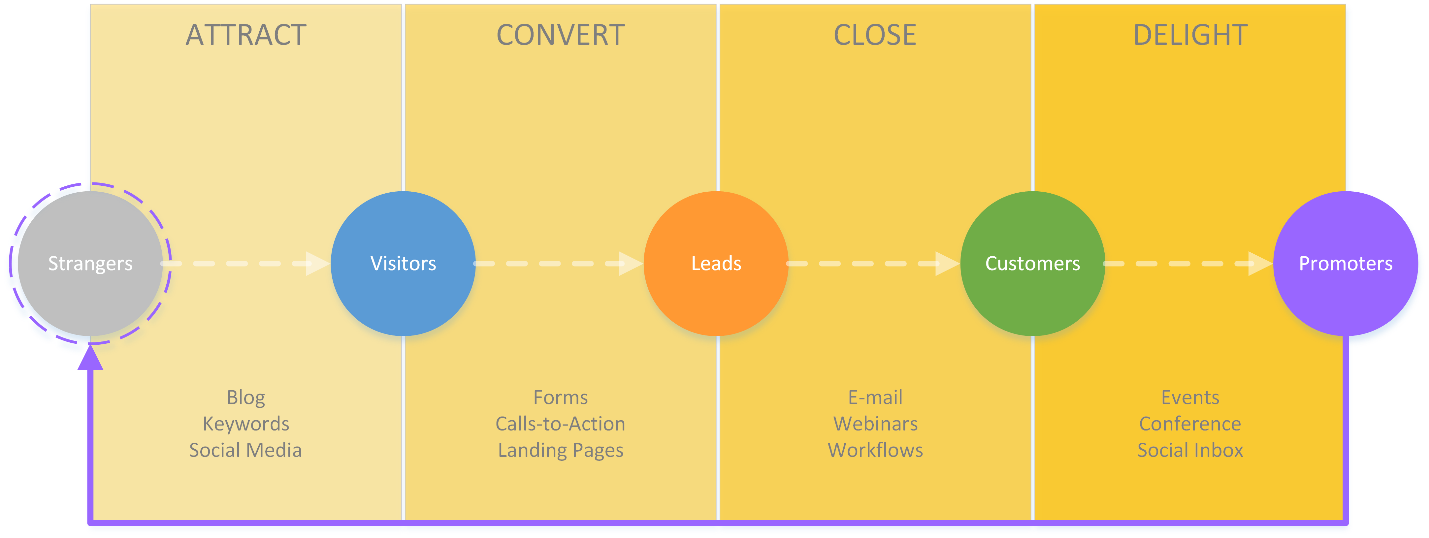 ATTRACT
CONVERT
CLOSE
DELIGHT
Strangers
Visitors
Leads
Customers
Promoters
Blog
Keywords
Social Media
Forms
Calls-to-Action
Landing Pages
E-mail
Webinars
Workflows
Events
Conference
Social Inbox